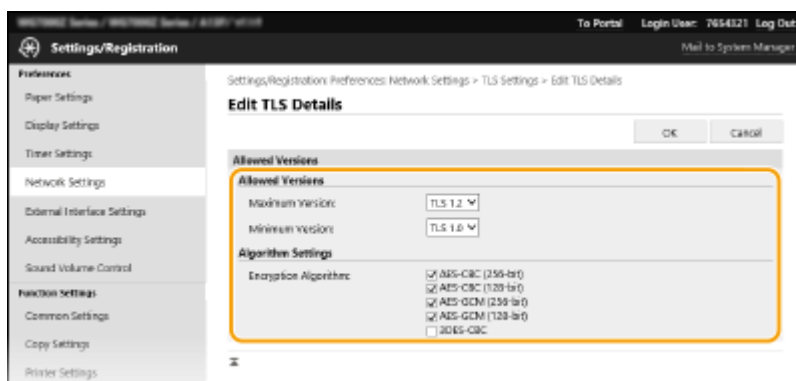 To Portal Login User: 7654321 Log Out
Settings/Registration
Mail to System Manager
Preferences
Paper Settings
Display Settings
Timer Settings
Network Settings
External Interface Settings
Accessibility Settings
Sound Volume Control
Function Settings
Common Settings
Copy Settings
Printer Settings
Settings/Registration: Preferences: Network Settings > TLS Settings > Edit TLS Details
Edit TLS Details
OK Cancel
Allowed Versions
Allowed Versions
Maximum Version: TLS 1.2
Minimum Version: TLS 1.0
Algorithm Settings
Encryption Algorithm: AES-CBC (256-bit)
AES-CBC (128-bit)
AES-GCM (256-bit)
AES-GCM (128-bit)
3DES-CBC